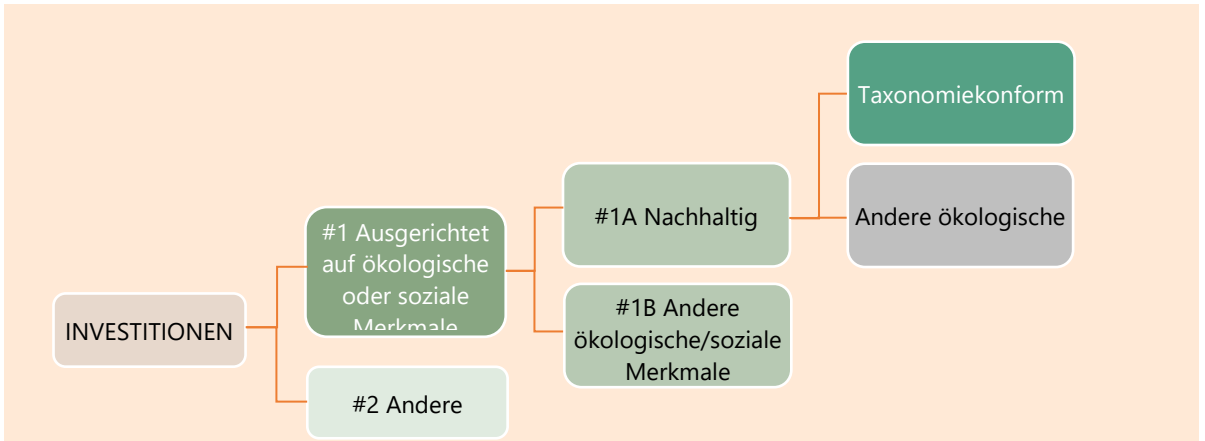 INVESTITIONEN
#1 Ausgerichtet
auf ökologische
oder soziale
Merkmale
#2 Andere
#1A Nachhaltig
#1B Andere
ökologische/soziale
Merkmale
Taxonomiekonform
Andere ökologische